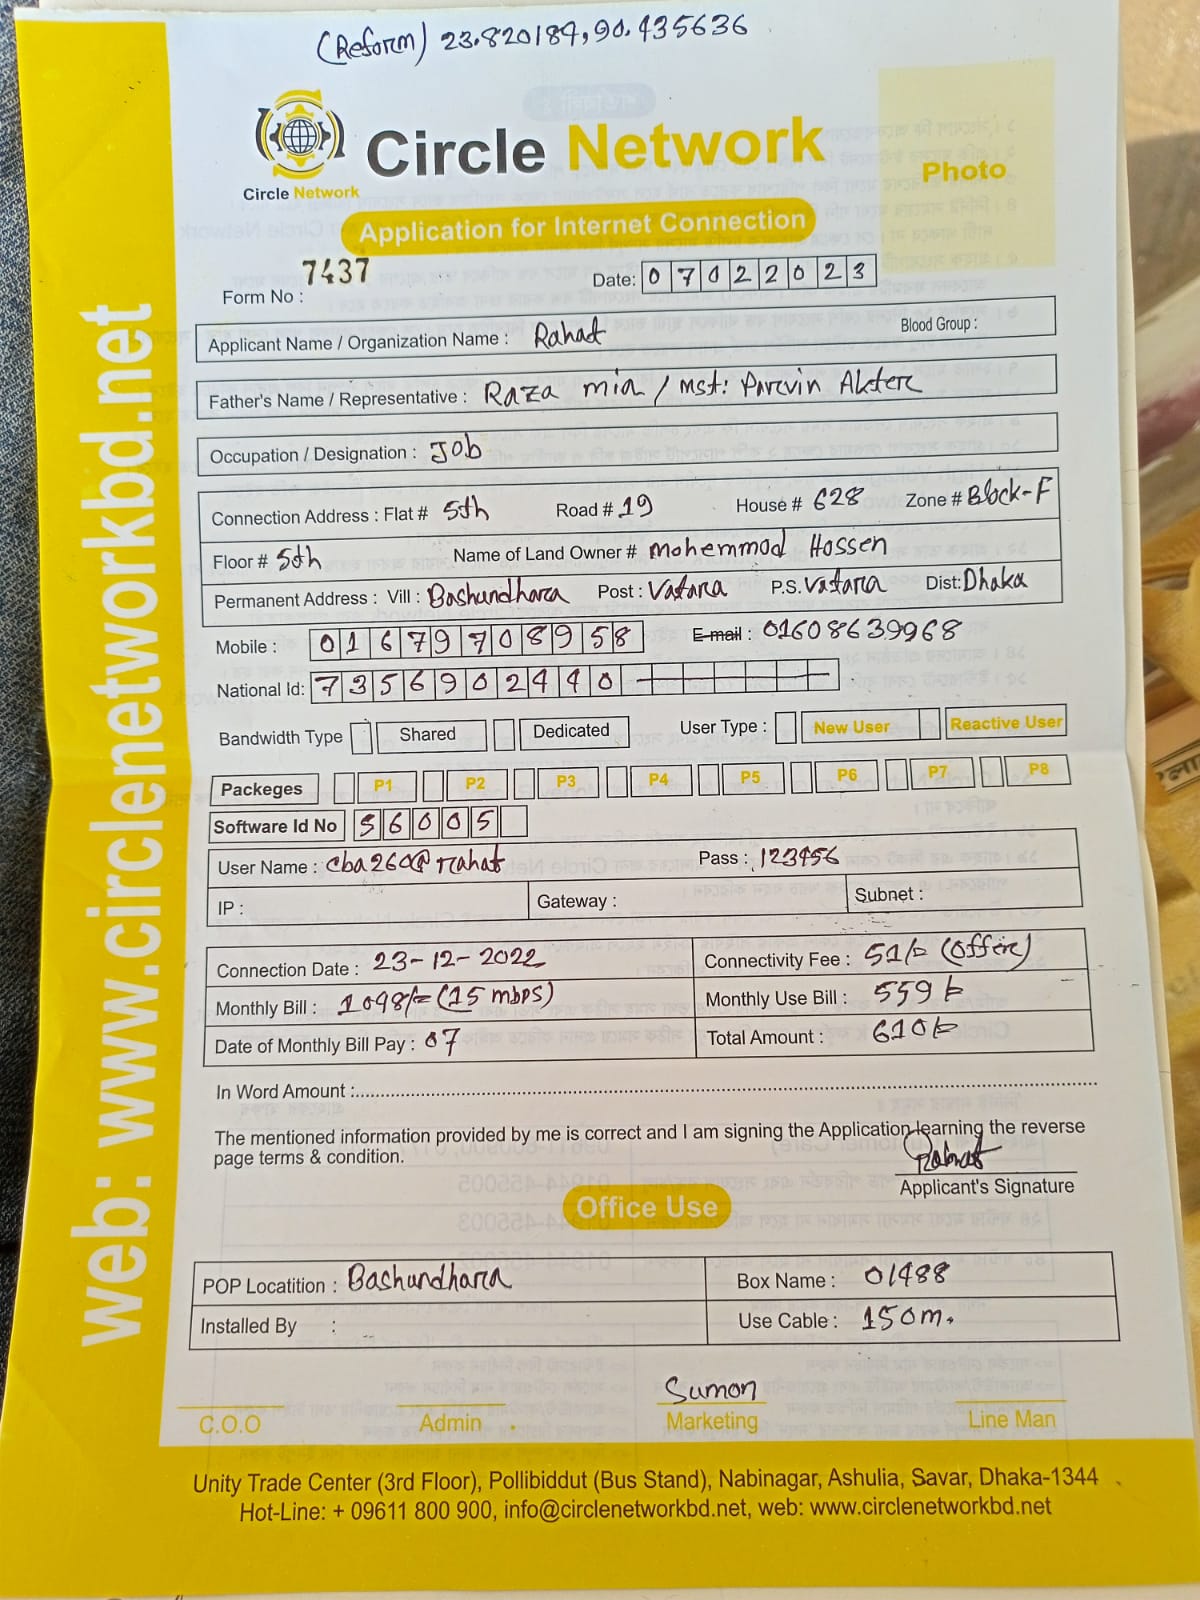 (Reform) 23.820184,90.435636
Circle Network
Circle Network
Photo
Application for Internet Connection
Form No : 7437
Date: 07022023
Applicant Name / Organization Name : Rahat Blood Group :
Father's Name / Representative : Raza mia / Mst: Parvin Akter
Occupation / Designation : Job
Connection Address : Flat # 5th Road # 19 House # 628 Zone # Block-F
Floor # 5th Name of Land Owner # Mohemmod Hossen
Permanent Address : Vill : Bashundhara Post : Vatara P.S. Vatara Dist: Dhaka
Mobile : 01679708958 E-mail : 01608639968
National Id: 7356902440
Bandwidth Type Shared Dedicated User Type : New User Reactive User
Packeges P1 P2 P3 P4 P5 P6 P7 P8
Software Id No 56005
User Name : cba260@rahat Pass : 123456
IP : Gateway : Subnet :
Connection Date : 23-12-2022 Connectivity Fee : 51/= (Offer)
Monthly Bill : 1098/= (15 mbps) Monthly Use Bill : 559
Date of Monthly Bill Pay : 07 Total Amount : 610
In Word Amount :
The mentioned information provided by me is correct and I am signing the Application learning the reverse
page terms & condition.
Rahat
Applicant's Signature
Office Use
POP Locatition : Bashundhara Box Name : 01488
Installed By : Use Cable : 150m.
Sumon
C.O.O Admin Marketing Line Man
Unity Trade Center (3rd Floor), Pollibiddut (Bus Stand), Nabinagar, Ashulia, Savar, Dhaka-1344
Hot-Line: + 09611 800 900, info@circlenetworkbd.net, web: www.circlenetworkbd.net
web: www.circlenetworkbd.net